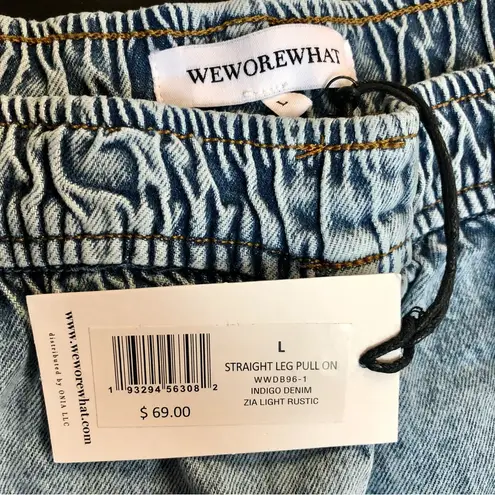 WEWOREWHAT
L
www.weworewhat.com
distributed by ONIA LLC
L
STRAIGHT LEG PULL ON
WWDB96-1
INDIGO DENIM
ZIA LIGHT RUSTIC
1 93294 56308 2
$ 69.00